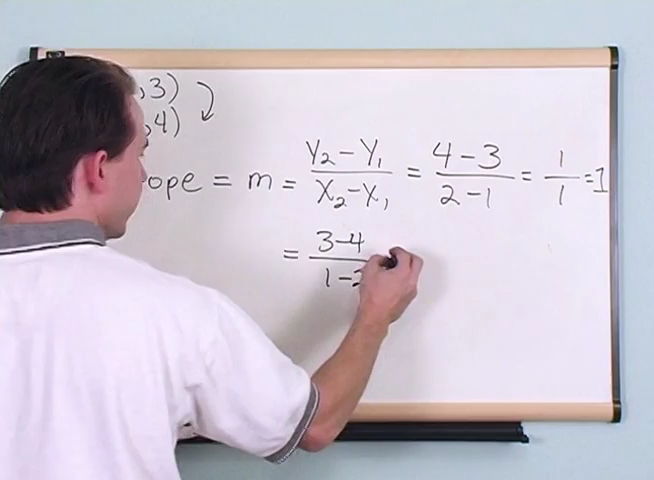 ,3)
,4)
ope = m = Y₂-Y₁/X₂-X₁ = 4-3/2-1 = 1/1 = 1
= 3-4/1-2